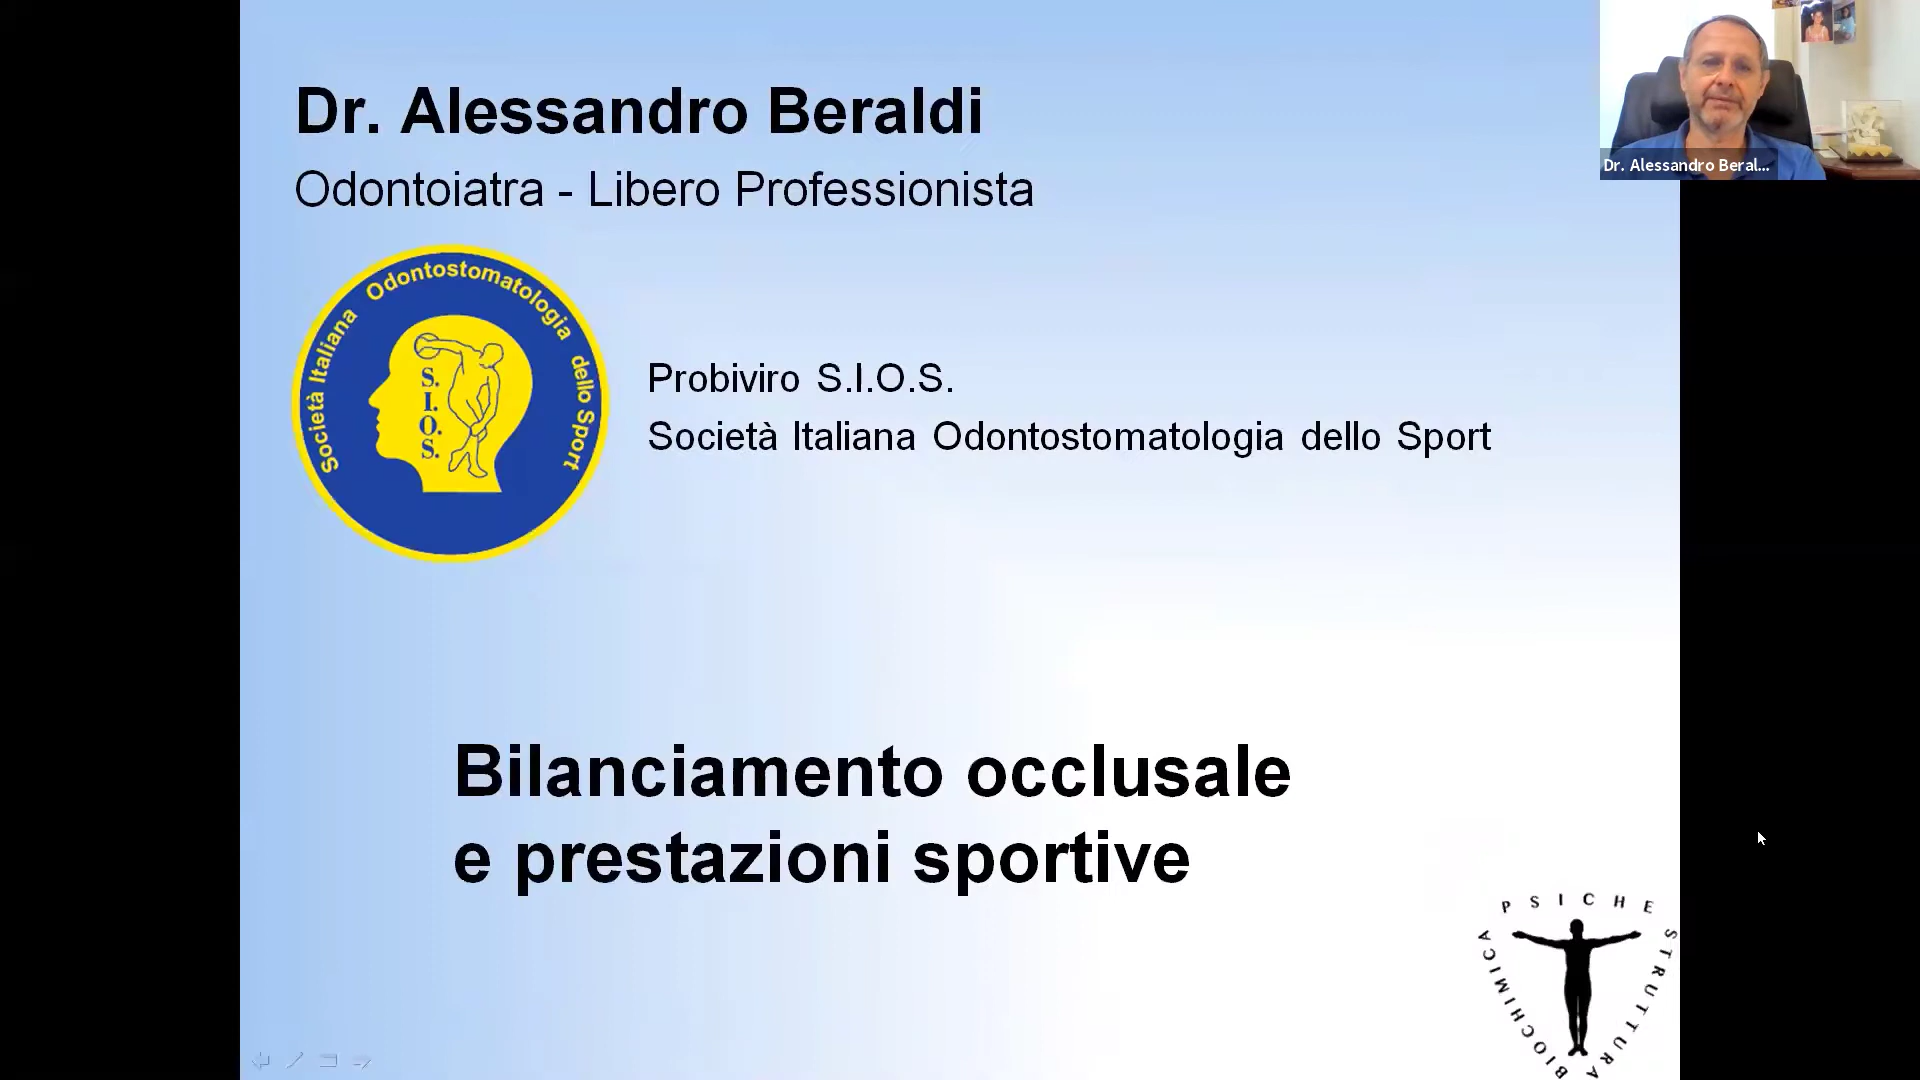 Dr. Alessandro Beraldi
Odontoiatra - Libero Professionista
Dr. Alessandro Beral...
Società Italiana Odontostomatologia dello Sport
S.
I.
O.
S.
Probiviro S.I.O.S.
Società Italiana Odontostomatologia dello Sport
Bilanciamento occlusale
e prestazioni sportive
PSICHE
STRUTTURA
BIOCHIMICA